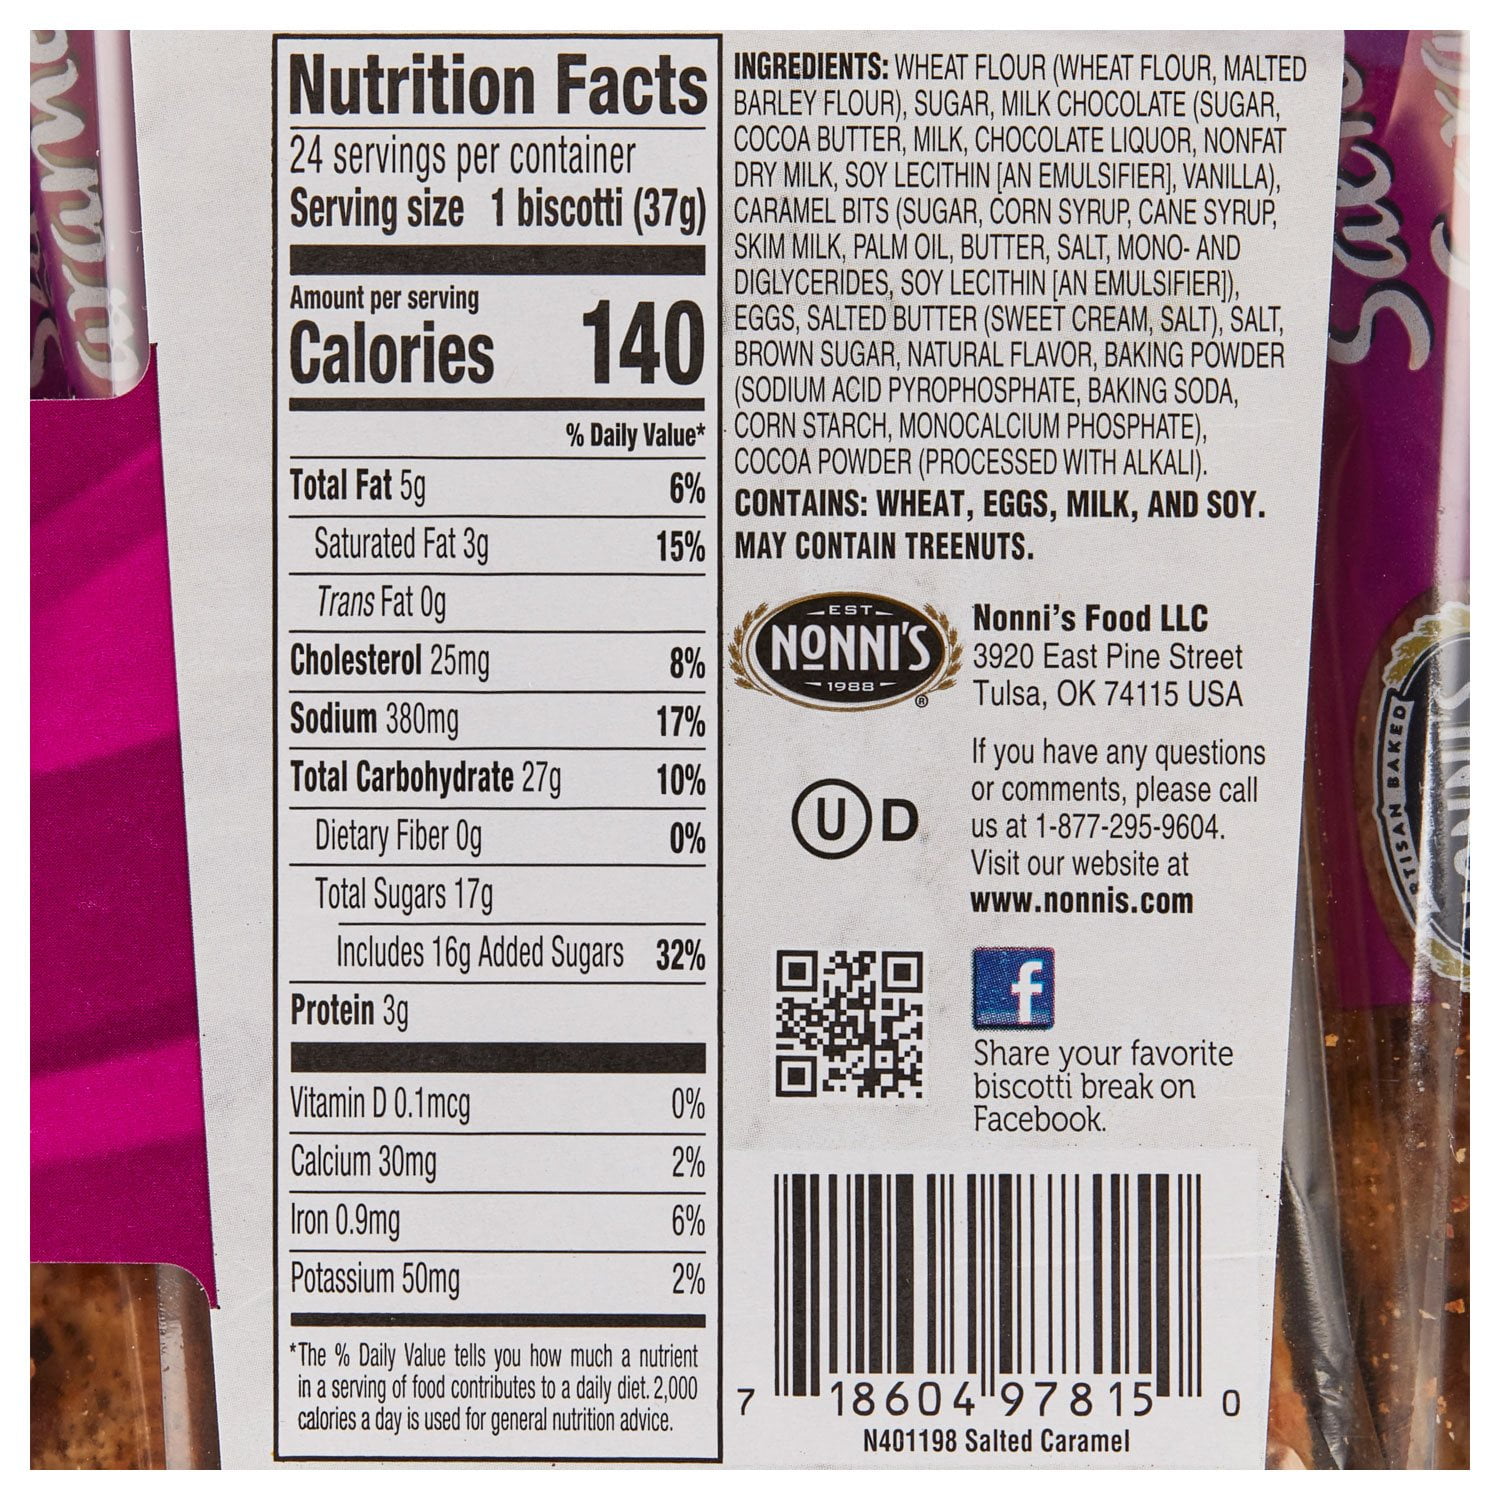 Nutrition Facts
24 servings per container
Serving size 1 biscotti (37g)
Amount per serving
Calories 140
% Daily Value*
Total Fat 5g 6%
Saturated Fat 3g 15%
Trans Fat 0g
Cholesterol 25mg 8%
Sodium 380mg 17%
Total Carbohydrate 27g 10%
Dietary Fiber 0g 0%
Total Sugars 17g
Includes 16g Added Sugars 32%
Protein 3g
Vitamin D 0.1mcg 0%
Calcium 30mg 2%
Iron 0.9mg 6%
Potassium 50mg 2%
*The % Daily Value tells you how much a nutrient
in a serving of food contributes to a daily diet. 2,000
calories a day is used for general nutrition advice.
INGREDIENTS: WHEAT FLOUR (WHEAT FLOUR, MALTED
BARLEY FLOUR), SUGAR, MILK CHOCOLATE (SUGAR,
COCOA BUTTER, MILK, CHOCOLATE LIQUOR, NONFAT
DRY MILK, SOY LECITHIN [AN EMULSIFIER], VANILLA),
CARAMEL BITS (SUGAR, CORN SYRUP, CANE SYRUP,
SKIM MILK, PALM OIL, BUTTER, SALT, MONO- AND
DIGLYCERIDES, SOY LECITHIN [AN EMULSIFIER]),
EGGS, SALTED BUTTER (SWEET CREAM, SALT), SALT,
BROWN SUGAR, NATURAL FLAVOR, BAKING POWDER
(SODIUM ACID PYROPHOSPHATE, BAKING SODA,
CORN STARCH, MONOCALCIUM PHOSPHATE),
COCOA POWDER (PROCESSED WITH ALKALI).
CONTAINS: WHEAT, EGGS, MILK, AND SOY.
MAY CONTAIN TREENUTS.
EST.
NONNI'S
1988
®
Nonni's Food LLC
3920 East Pine Street
Tulsa, OK 74115 USA
If you have any questions
or comments, please call
us at 1-877-295-9604.
Visit our website at
www.nonnis.com
U D
f
Share your favorite
biscotti break on
Facebook.
7 18604 97815 0
N401198 Salted Caramel
BAKED